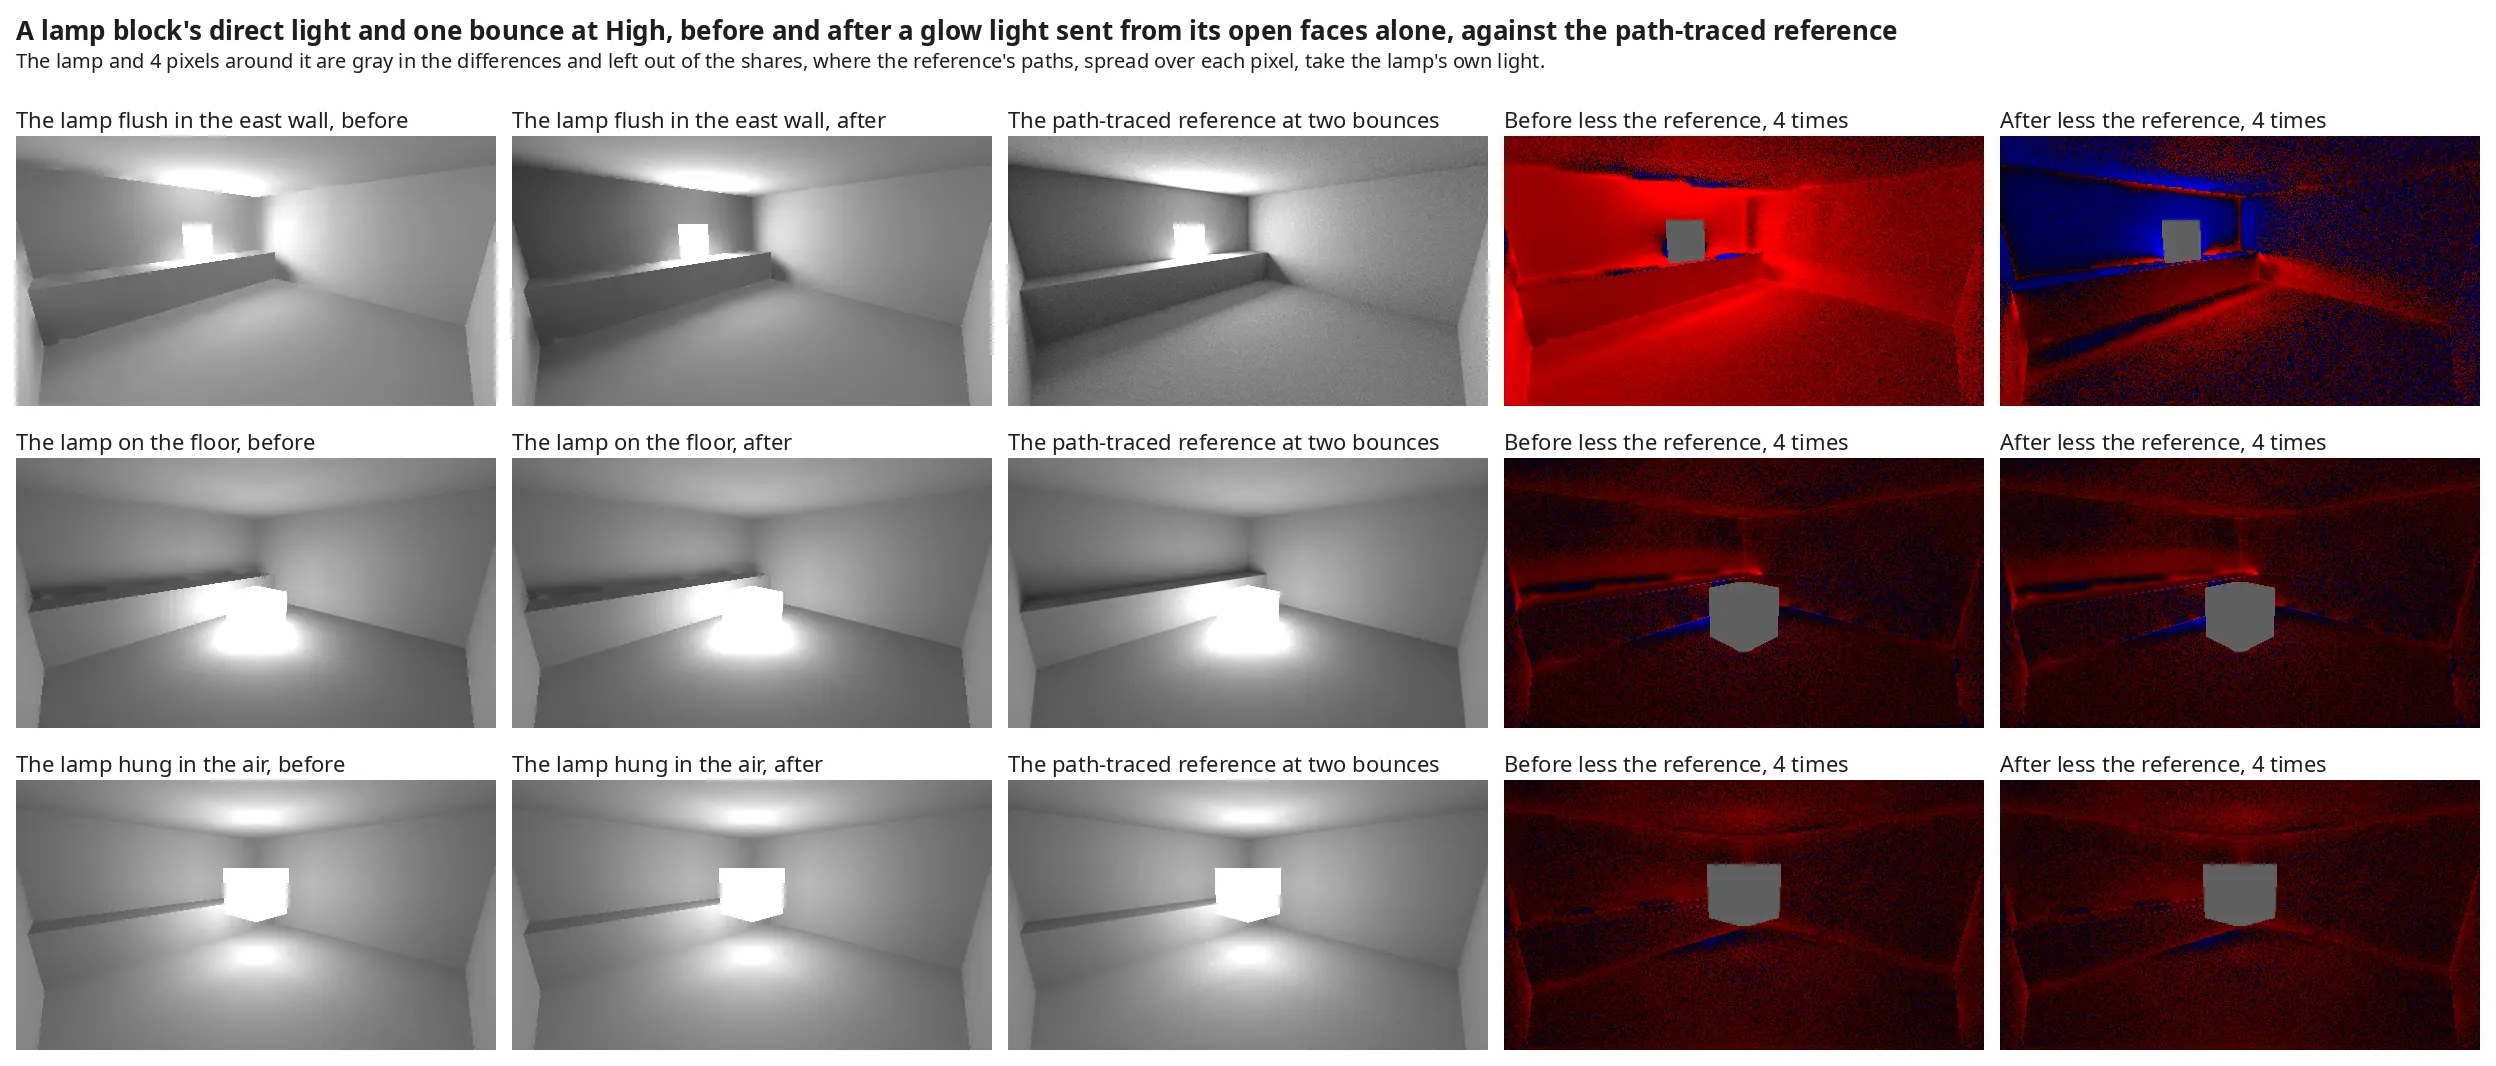 A lamp block's direct light and one bounce at High, before and after a glow light sent from its open faces alone, against the path-traced reference
The lamp and 4 pixels around it are gray in the differences and left out of the shares, where the reference's paths, spread over each pixel, take the lamp's own light.
The lamp flush in the east wall, before
The lamp flush in the east wall, after
The path-traced reference at two bounces
Before less the reference, 4 times
After less the reference, 4 times
The lamp on the floor, before
The lamp on the floor, after
The path-traced reference at two bounces
Before less the reference, 4 times
After less the reference, 4 times
The lamp hung in the air, before
The lamp hung in the air, after
The path-traced reference at two bounces
Before less the reference, 4 times
After less the reference, 4 times